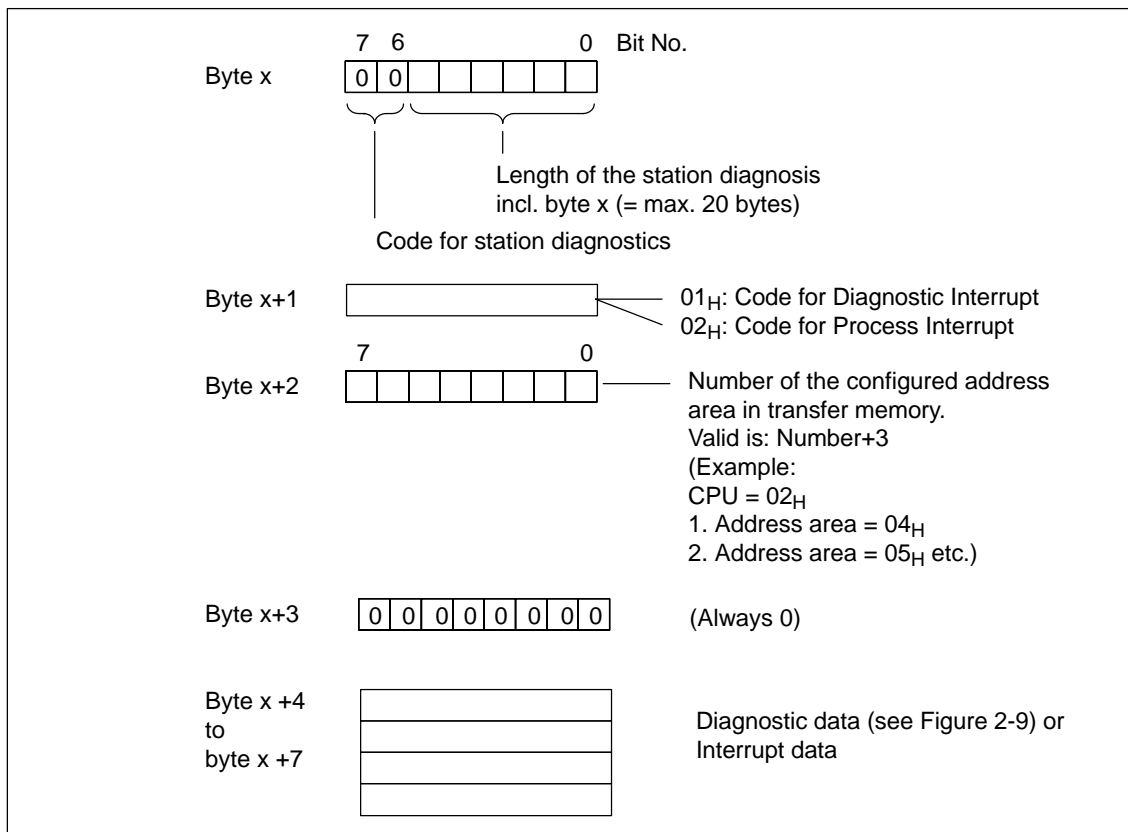 7 6 0 Bit No.
Byte x 0 0
Length of the station diagnosis
incl. byte x (= max. 20 bytes)
Code for station diagnostics
Byte x+1
01H: Code for Diagnostic Interrupt
02H: Code for Process Interrupt
7 0
Byte x+2
Number of the configured address
area in transfer memory.
Valid is: Number+3
(Example:
CPU = 02H
1. Address area = 04H
2. Address area = 05H etc.)
Byte x+3 0 0 0 0 0 0 0 0 (Always 0)
Byte x +4
to
byte x +7
Diagnostic data (see Figure 2-9) or
Interrupt data